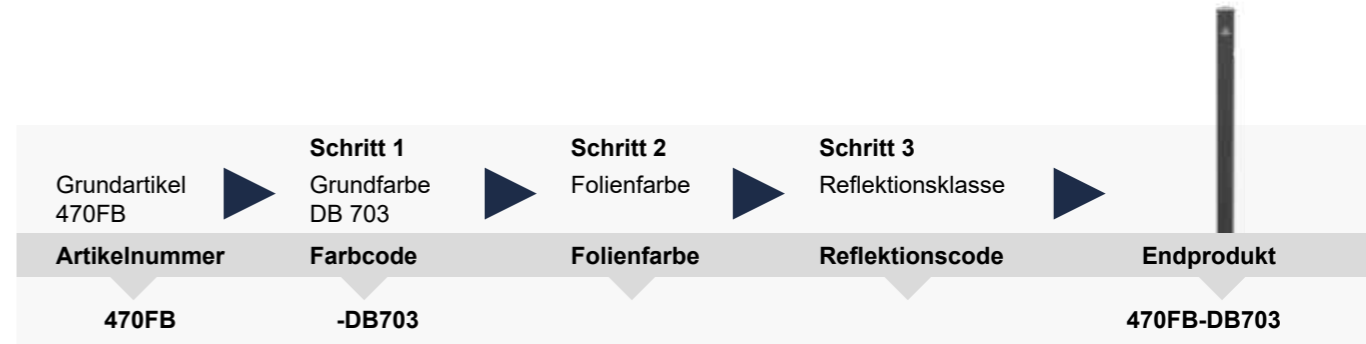 Schritt 1 Schritt 2 Schritt 3
Grundartikel Grundfarbe Folienfarbe Reflektionsklasse
470FB DB 703
Artikelnummer Farbcode Folienfarbe Reflektionscode Endprodukt
470FB -DB703 470FB-DB703